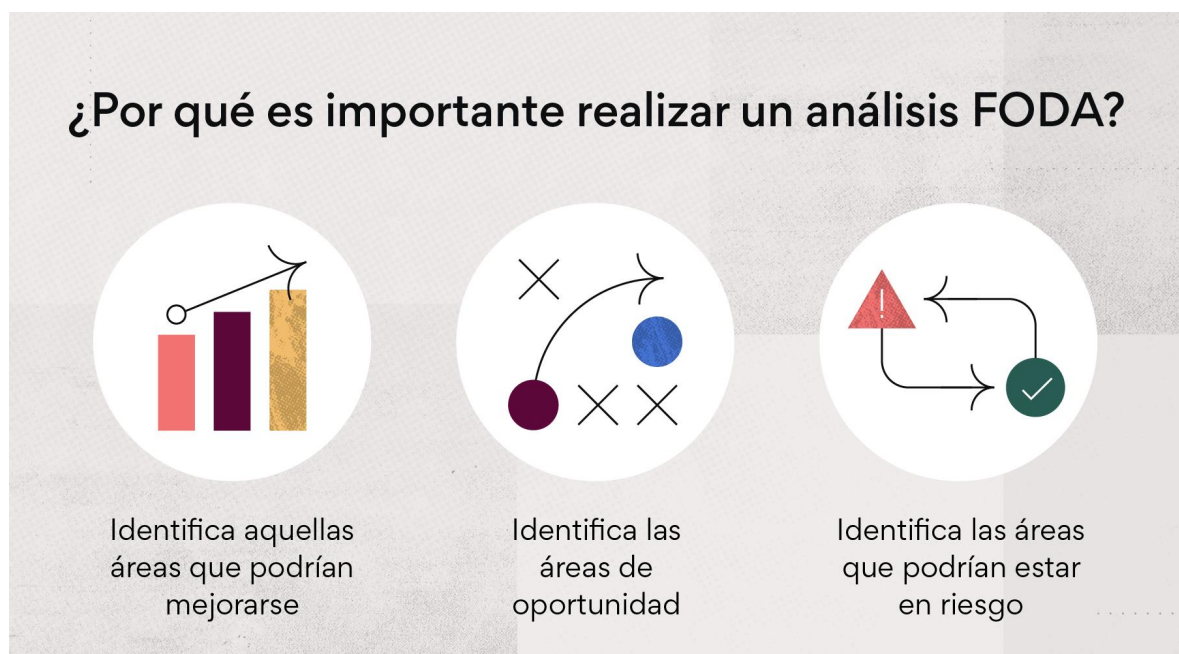 ¿Por qué es importante realizar un análisis FODA?
Identifica aquellas
áreas que podrían
mejorarse
Identifica las
áreas de
oportunidad
Identifica las áreas
que podrían estar
en riesgo